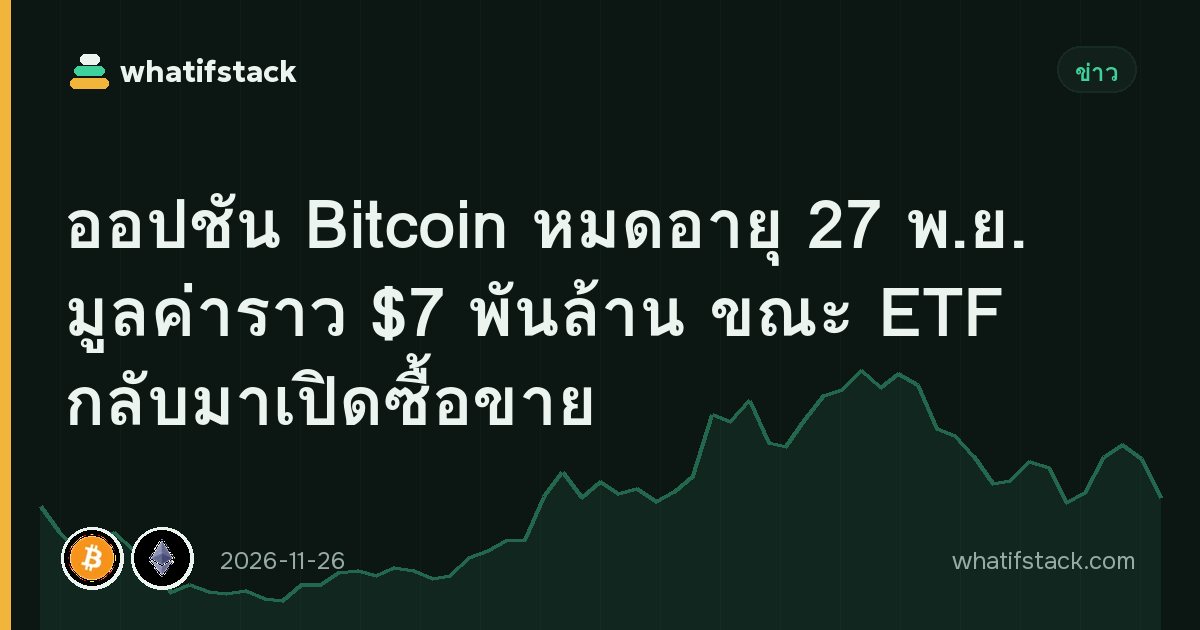 whatifstack
ข่าว
ออปชัน Bitcoin หมดอายุ 27 พ.ย.
มูลค่าราว $7 พันล้าน ขณะ ETF
กลับมาเปิดซื้อขาย
2026-11-26
whatifstack.com